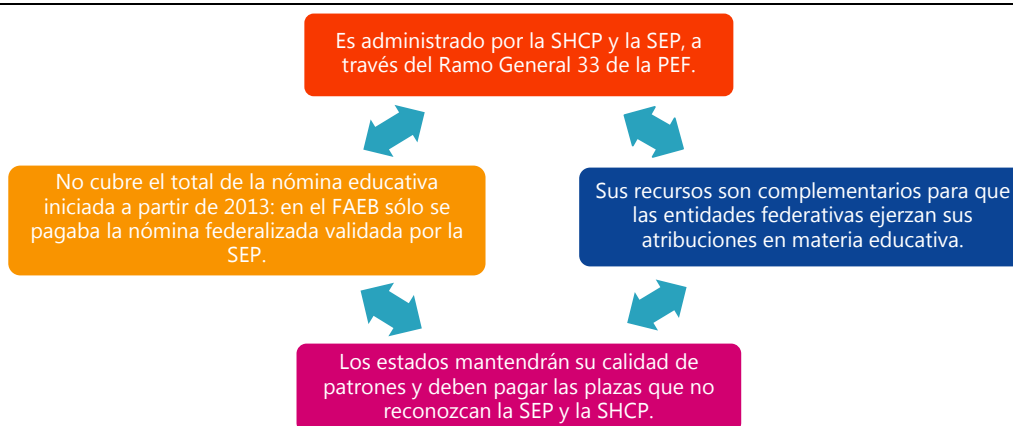 Es administrado por la SHCP y la SEP, a
través del Ramo General 33 de la PEF.
No cubre el total de la nómina educativa
iniciada a partir de 2013: en el FAEB sólo se
pagaba la nómina federalizada validada por la
SEP.
Sus recursos son complementarios para que
las entidades federativas ejerzan sus
atribuciones en materia educativa.
Los estados mantendrán su calidad de
patrones y deben pagar las plazas que no
reconozcan la SEP y la SHCP.